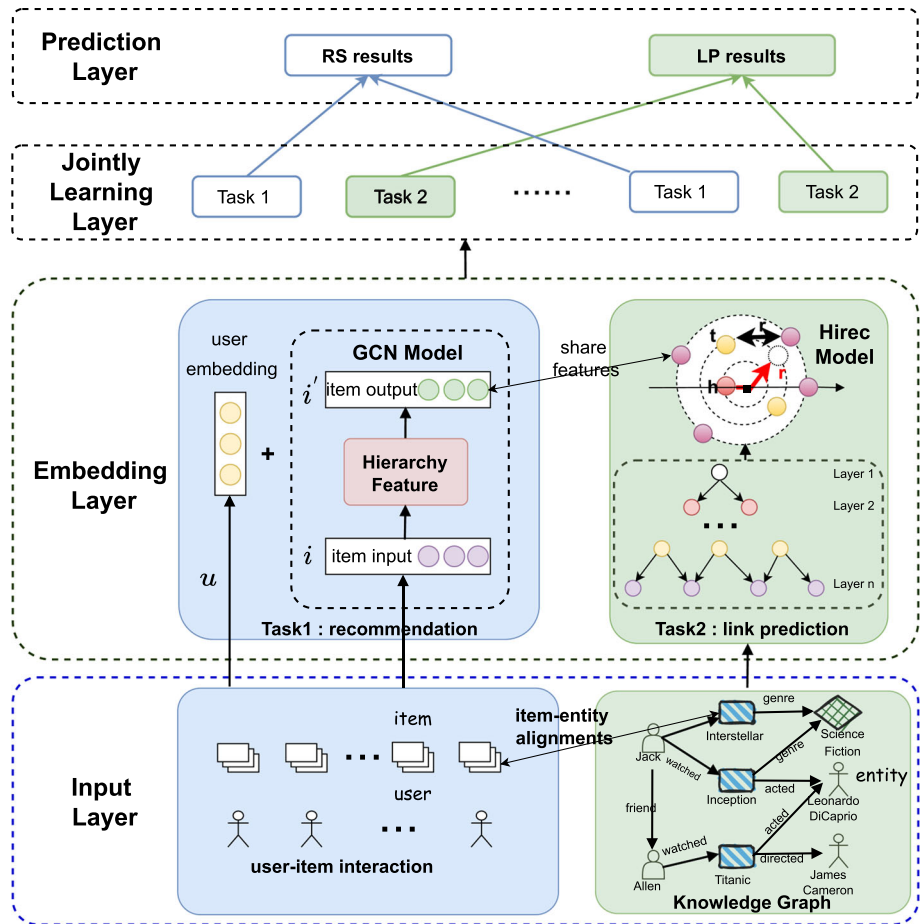 Prediction
Layer
RS results
LP results
Jointly
Learning
Layer
Task 1
Task 2
......
Task 1
Task 2
Embedding
Layer
user
embedding
+
u
GCN Model
i'
item output
Hierarchy
Feature
i
item input
Task1 : recommendation
share
features
Hirec
Model
t
r
r
h
Layer 1
Layer 2
...
Layer n
Task2 : link prediction
Input
Layer
item
...
user
...
user-item interaction
item-entity
alignments
Jack
watched
friend
Allen
watched
Interstellar
genre
Science
Fiction
genre
Inception
acted
Leonardo
DiCaprio
entity
acted
Titanic
directed
James
Cameron
Knowledge Graph